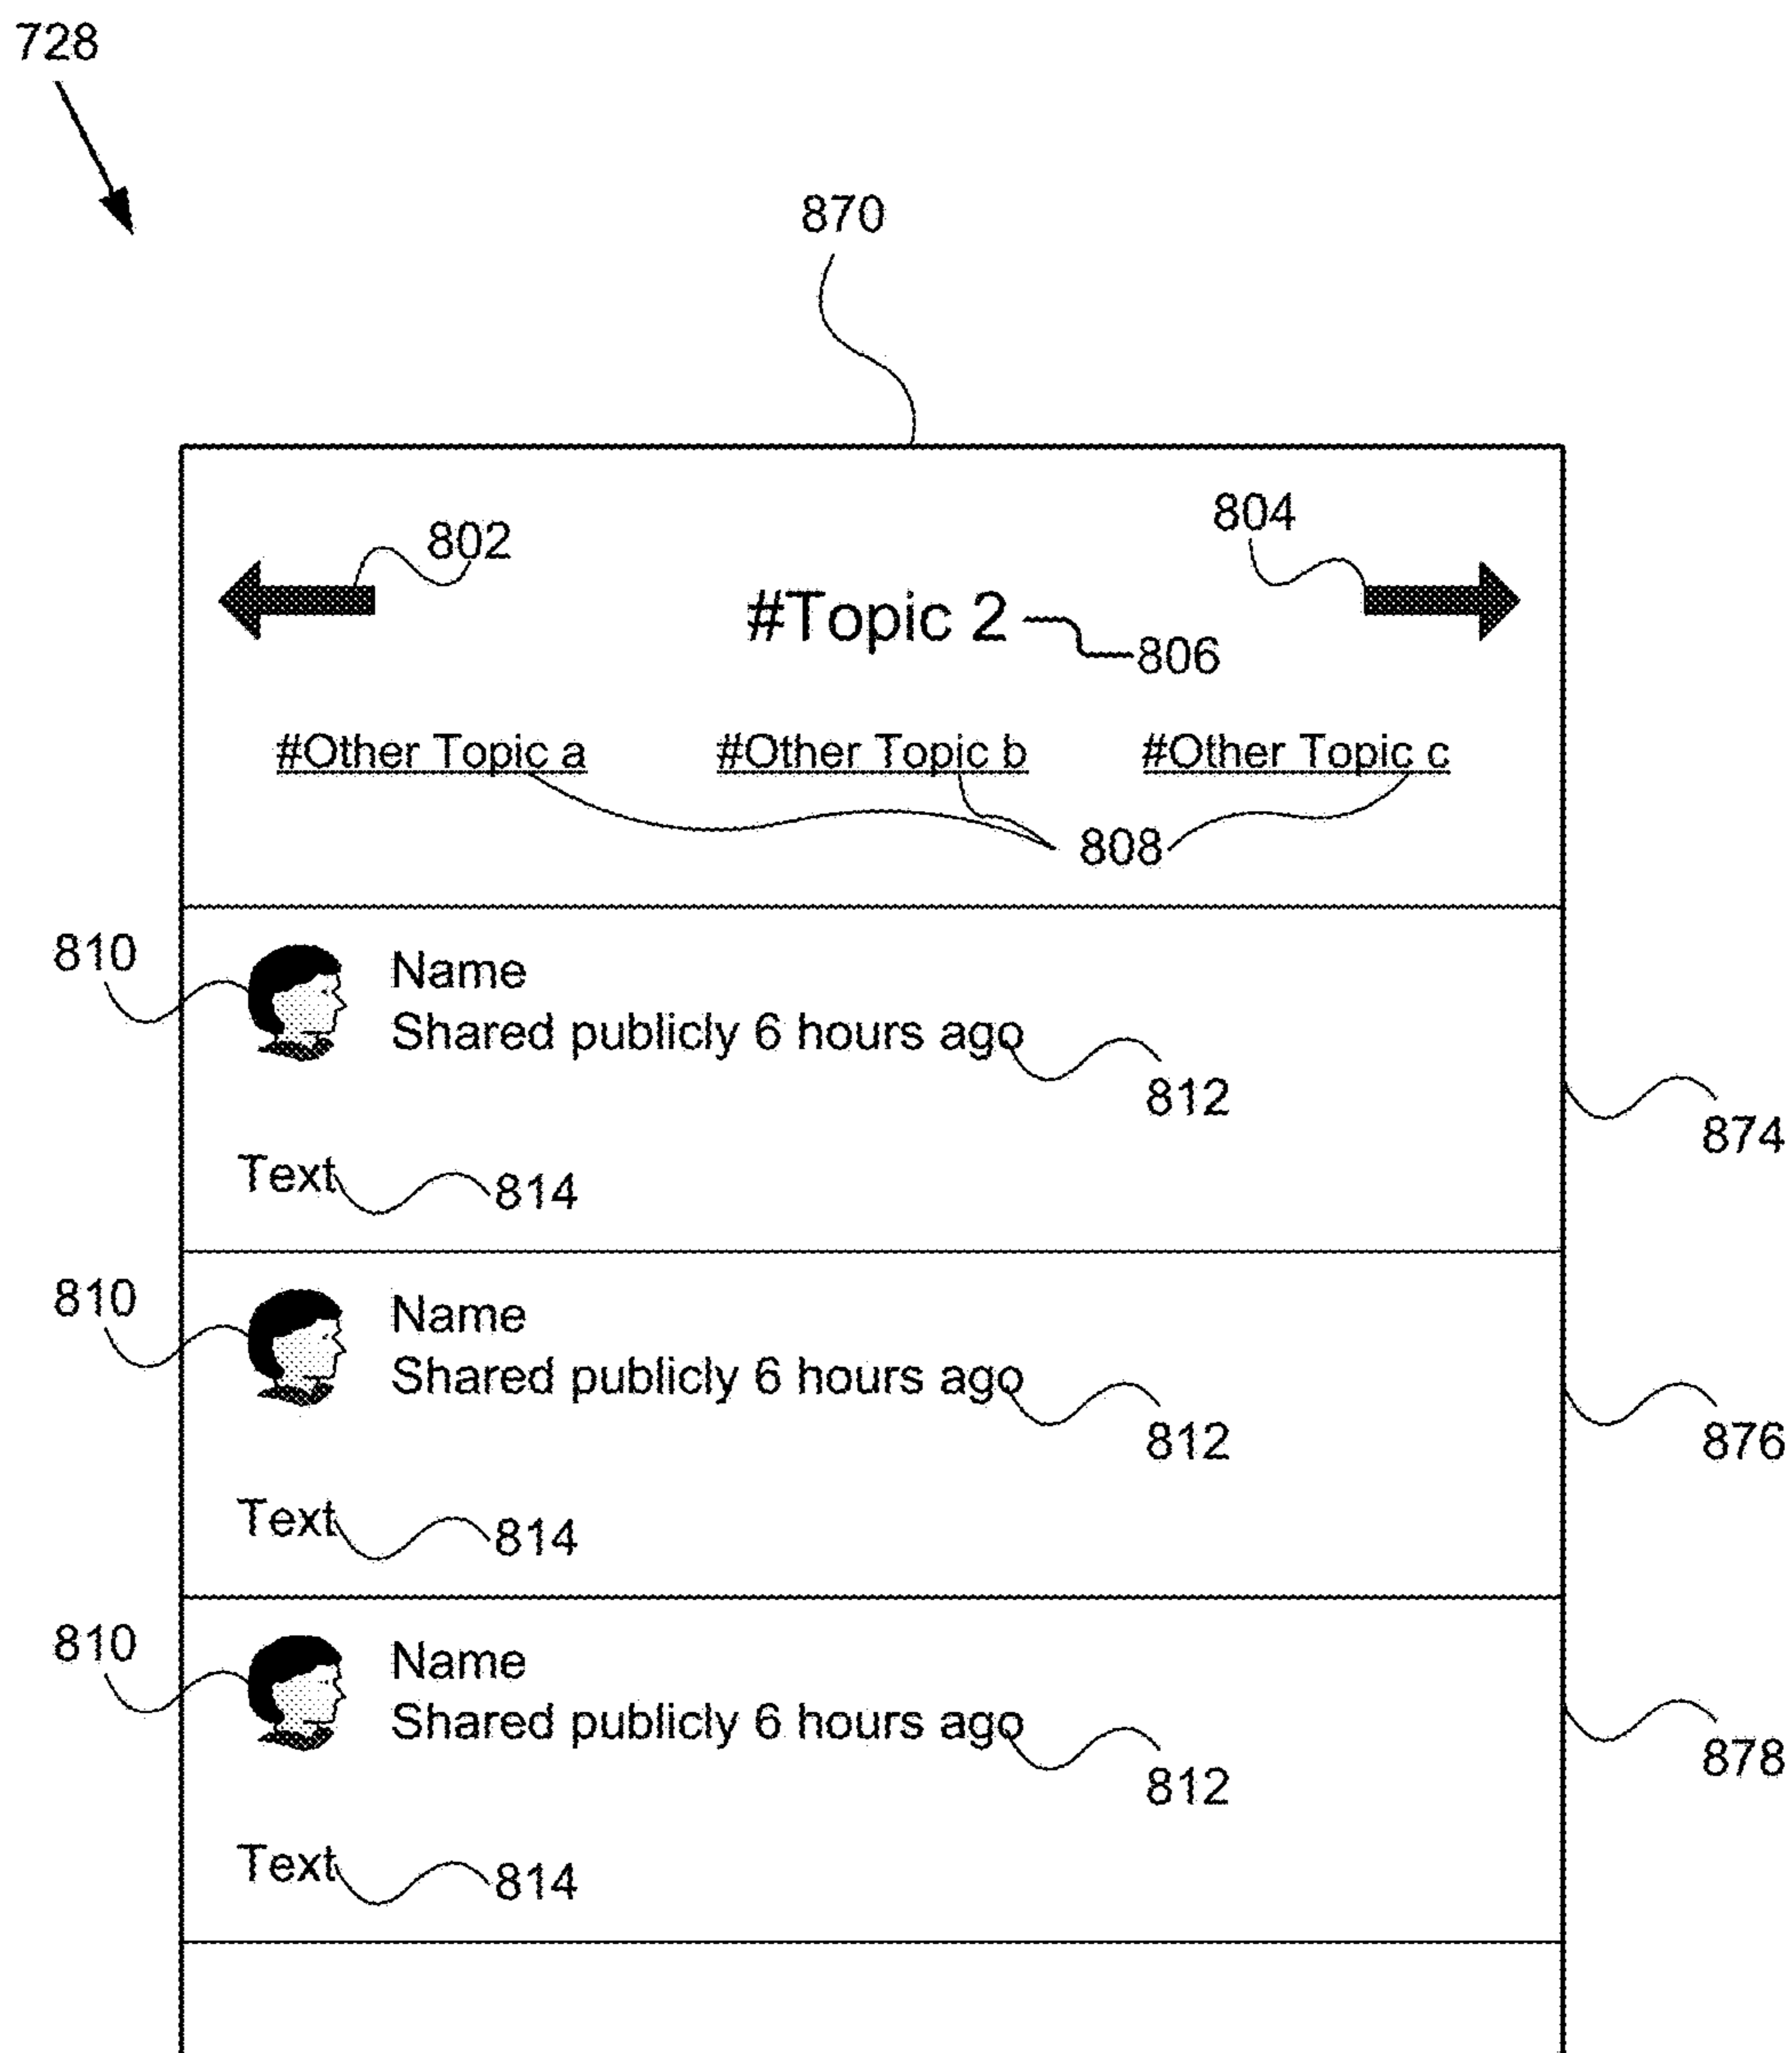 728
870
802
804
#Topic 2
806
#Other Topic a #Other Topic b #Other Topic c
808
810
Name
Shared publicly 6 hours ago
812
874
Text
814
810
Name
Shared publicly 6 hours ago
812
876
Text
814
810
Name
Shared publicly 6 hours ago
812
878
Text
814